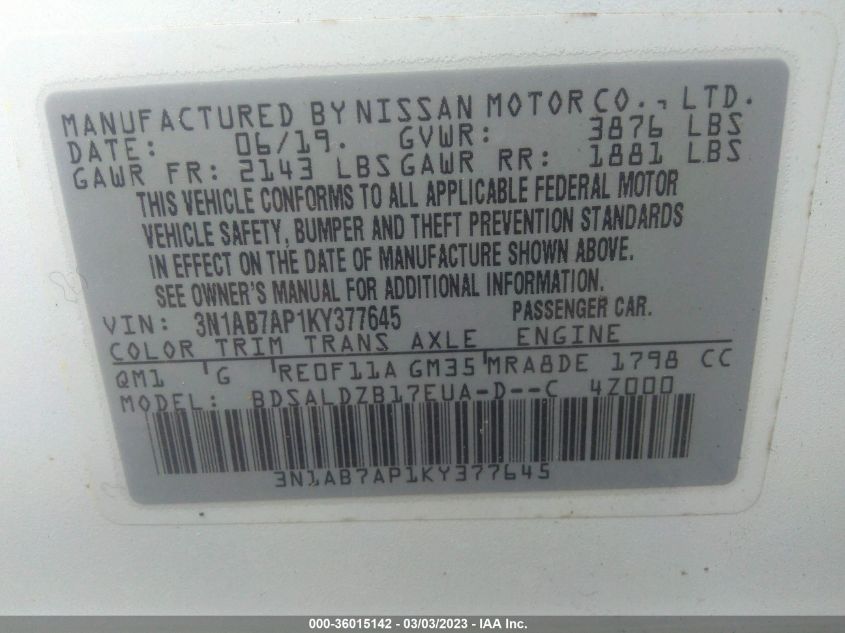 MANUFACTURED BY NISSAN MOTOR CO., LTD.
DATE: 06/19. GVWR: 3876 LBS
GAWR FR: 2143 LBS GAWR RR: 1881 LBS
THIS VEHICLE CONFORMS TO ALL APPLICABLE FEDERAL MOTOR
VEHICLE SAFETY, BUMPER AND THEFT PREVENTION STANDARDS
IN EFFECT ON THE DATE OF MANUFACTURE SHOWN ABOVE.
SEE OWNER'S MANUAL FOR ADDITIONAL INFORMATION.
VIN: 3N1AB7AP1KY377645 PASSENGER CAR.
COLOR TRIM TRANS AXLE ENGINE
QM1 G RE0F11A GM35 MRA8DE 1798 CC
MODEL: BDSALDZB17EUA-D--C 4Z000
3N1AB7AP1KY377645
000-36015142 - 03/03/2023 - IAA Inc.